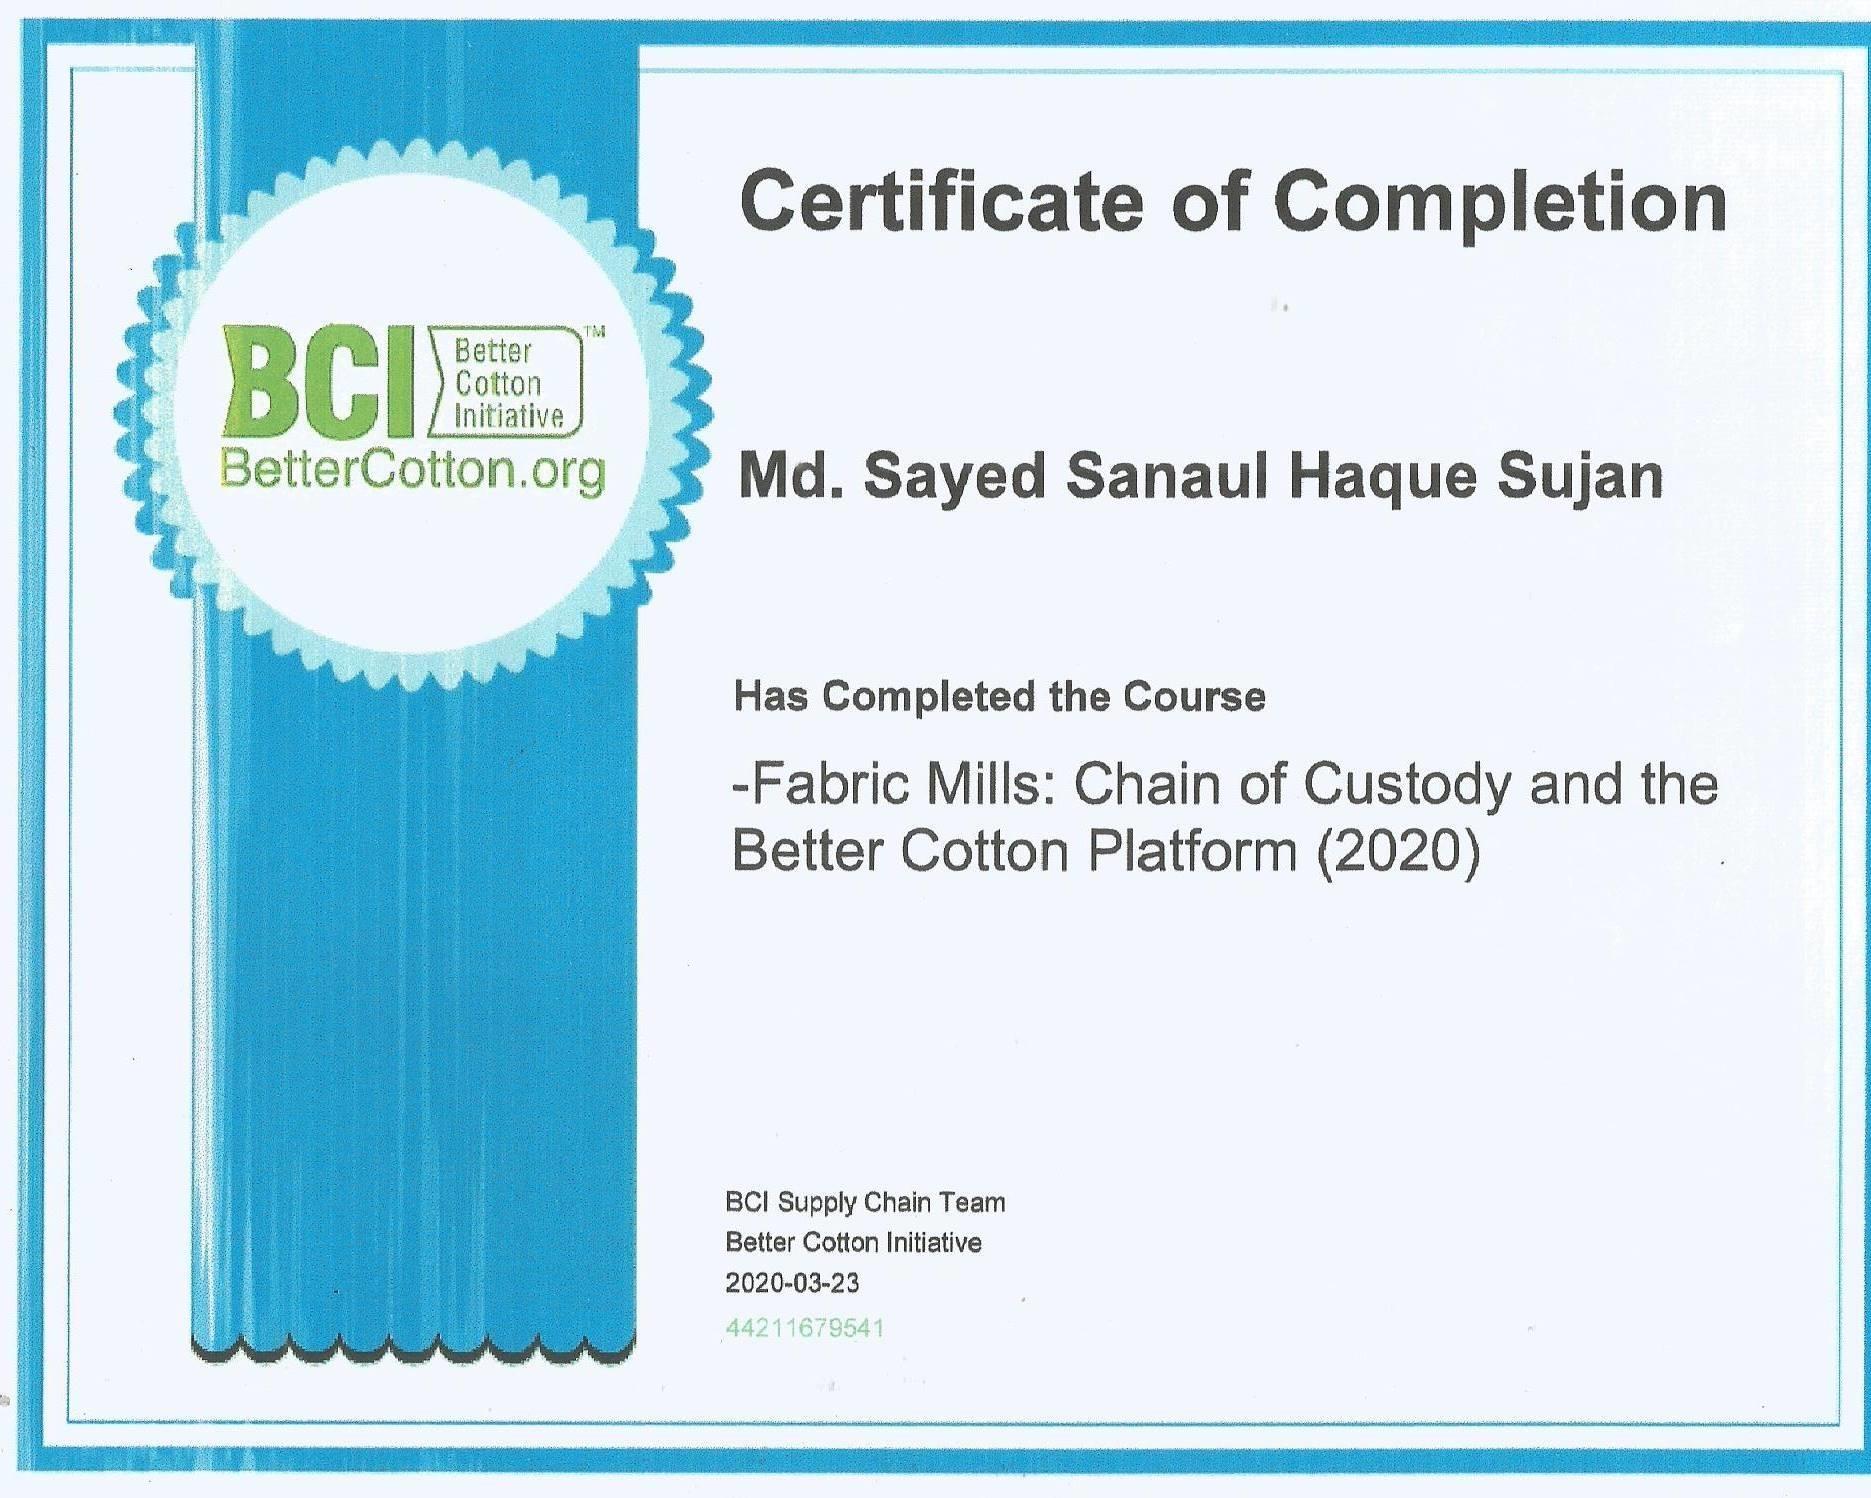 Certificate of Completion
BCI
Better
Cotton
Initiative
TM
BetterCotton.org
Md. Sayed Sanaul Haque Sujan
Has Completed the Course
-Fabric Mills: Chain of Custody and the
Better Cotton Platform (2020)
BCI Supply Chain Team
Better Cotton Initiative
2020-03-23
44211679541